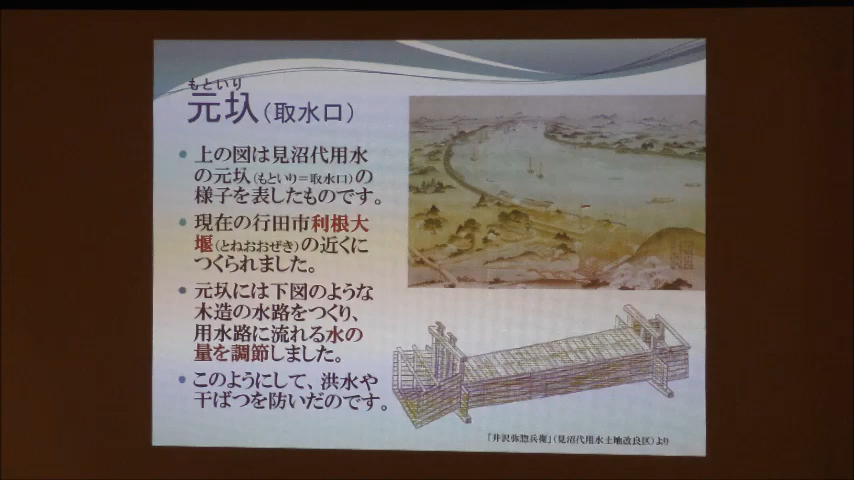 もといり
元圦(取水口)
• 上の図は見沼代用水
の元圦(もといり=取水口)の
様子を表したものです。
• 現在の行田市利根大
堰(とねおおぜき)の近くに
つくられました。
• 元圦には下図のような
木造の水路をつくり、
用水路に流れる水の
量を調節しました。
• このようにして、洪水や
干ばつを防いだのです。
「井沢弥惣兵衛」(見沼代用水土地改良区)より